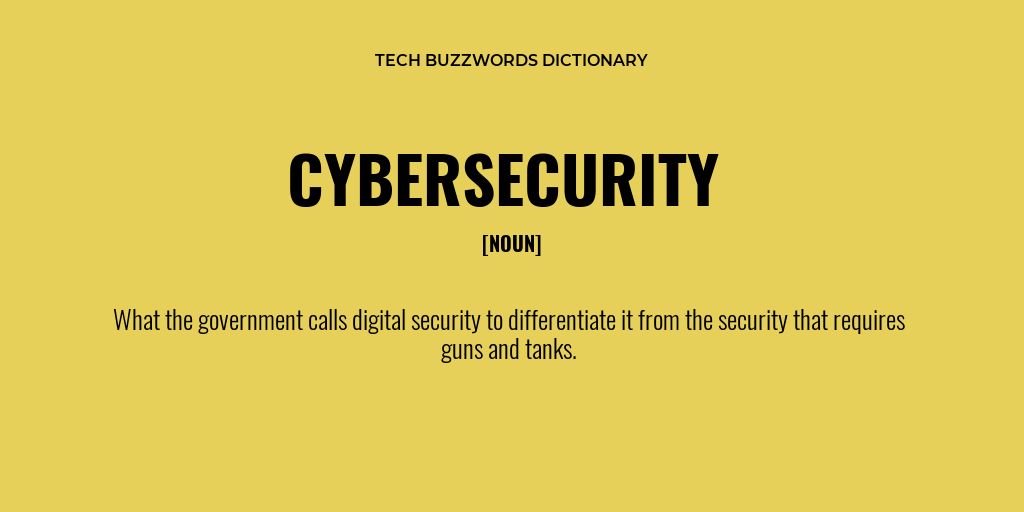 TECH BUZZWORDS DICTIONARY
CYBERSECURITY
[NOUN]
What the government calls digital security to differentiate it from the security that requires
guns and tanks.